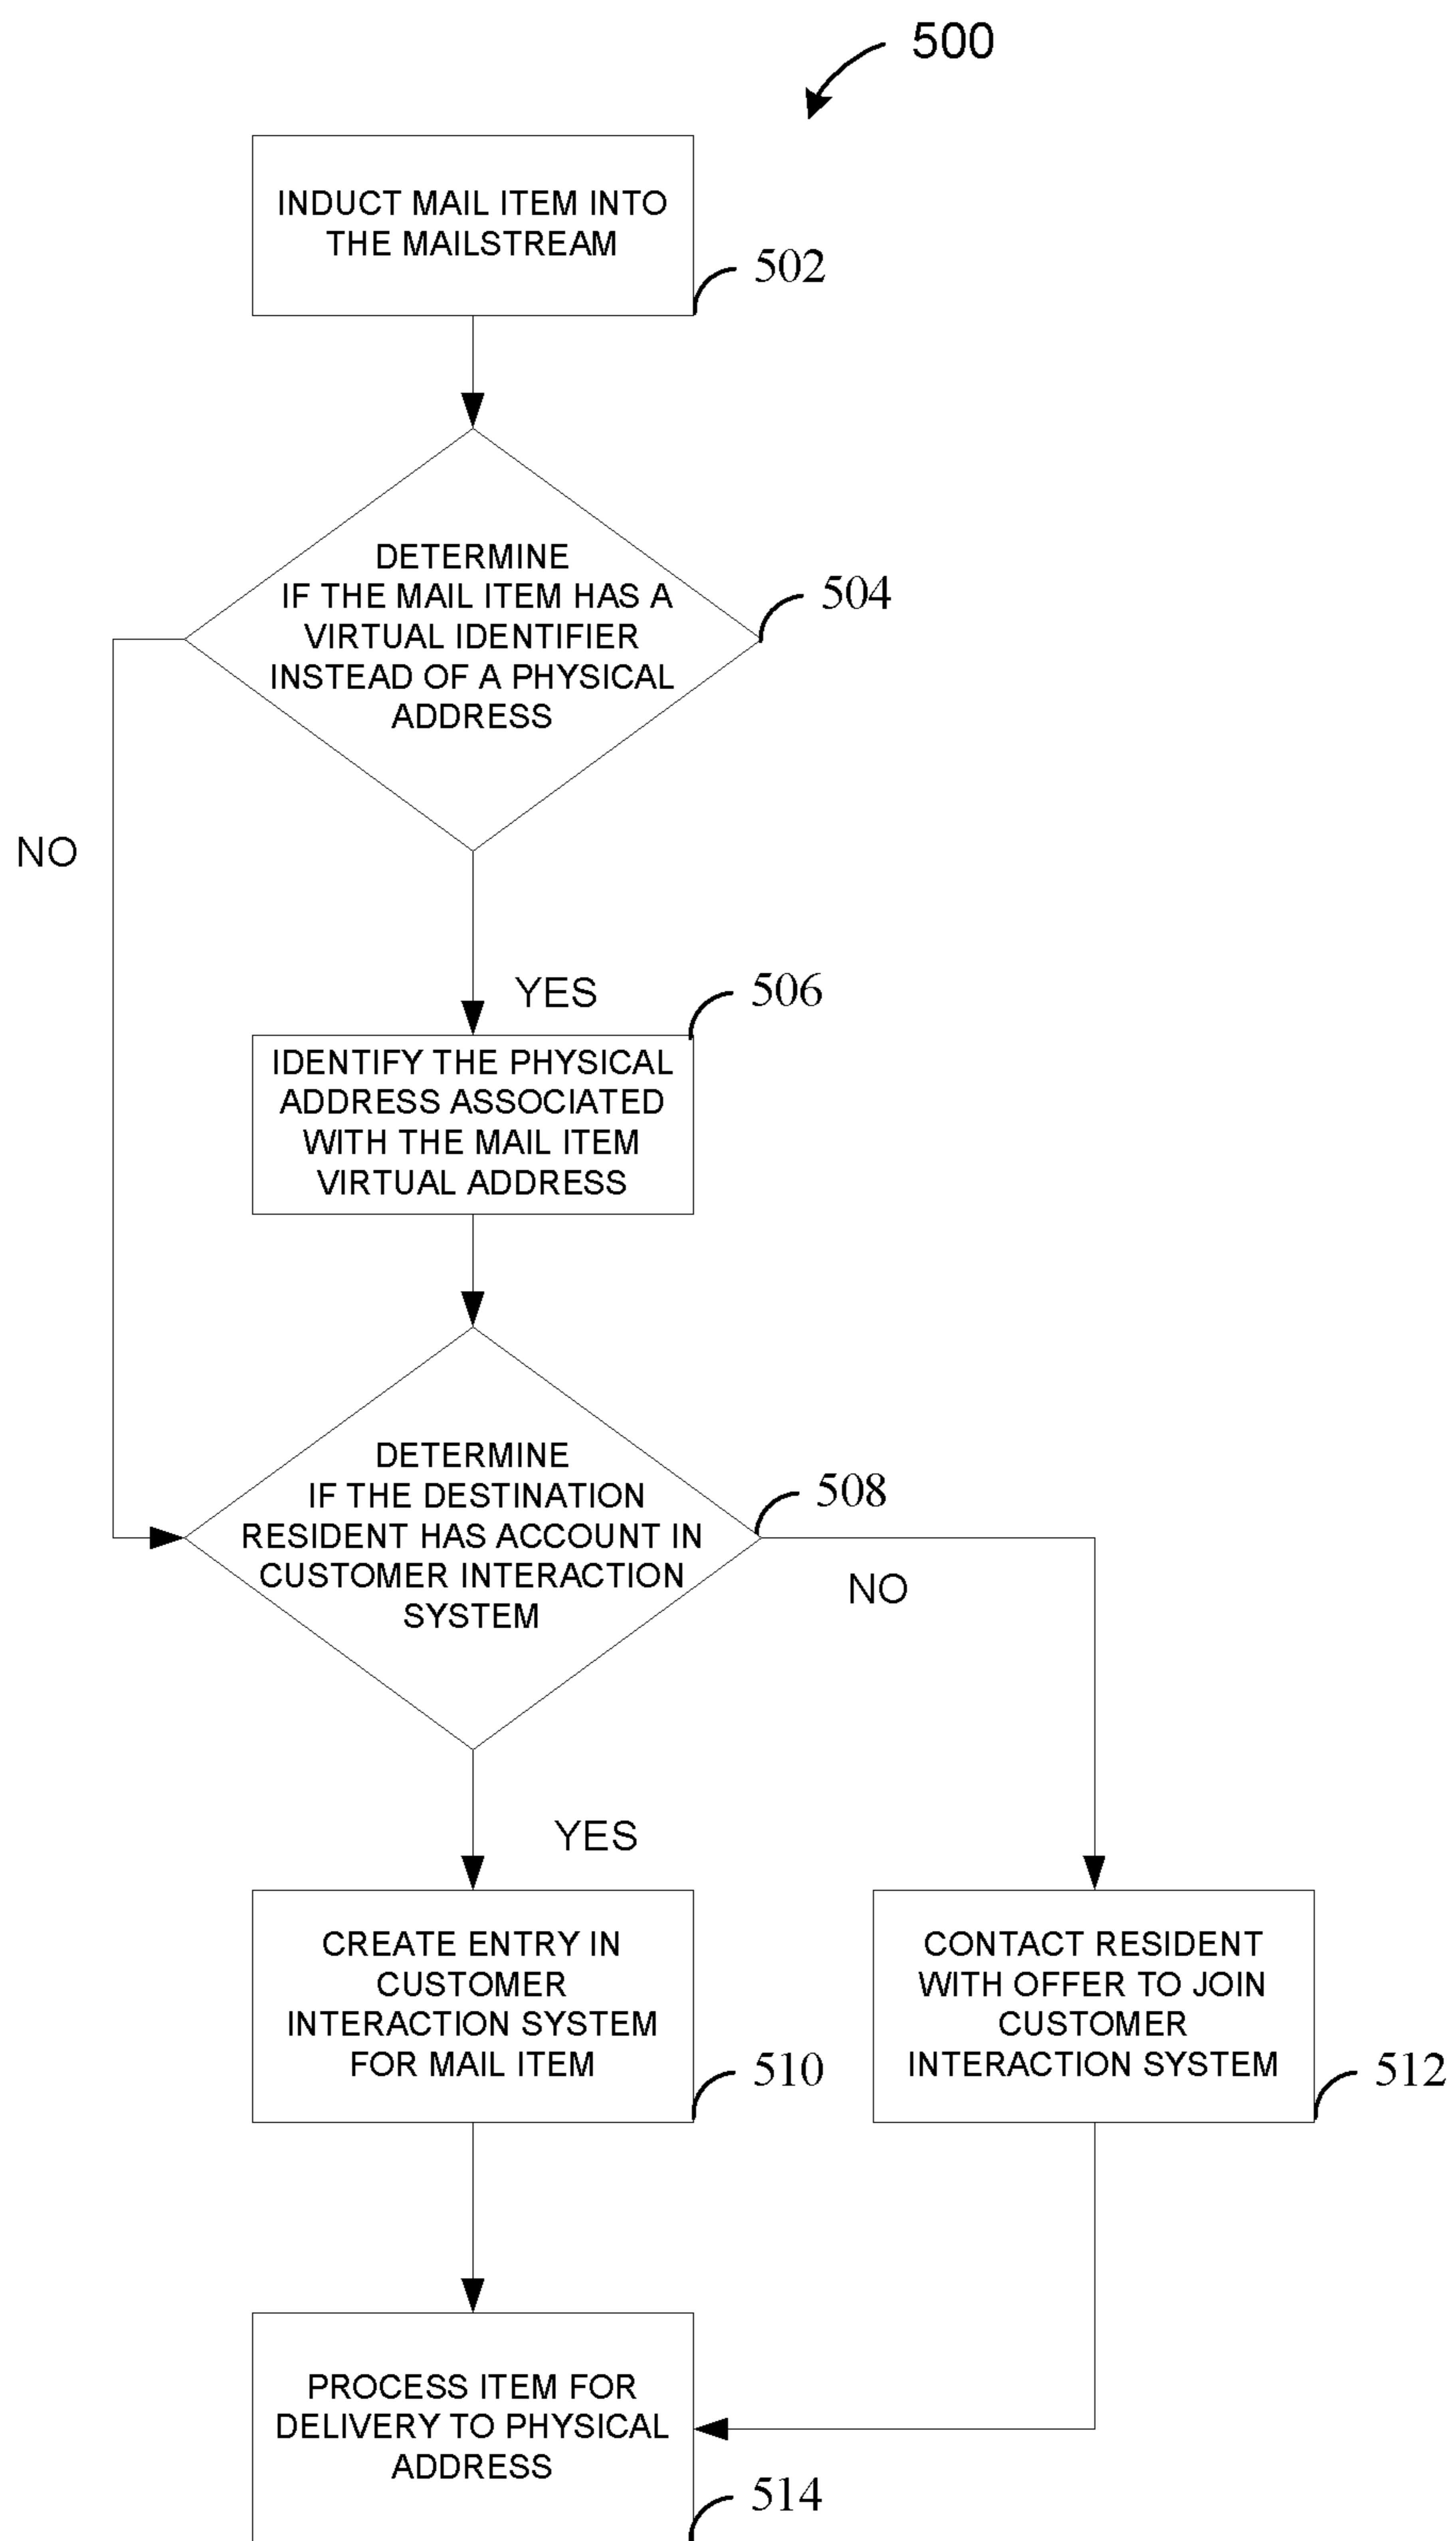 500
INDUCT MAIL ITEM INTO
THE MAILSTREAM
502
DETERMINE
IF THE MAIL ITEM HAS A
VIRTUAL IDENTIFIER
INSTEAD OF A PHYSICAL
ADDRESS
504
NO
YES
506
IDENTIFY THE PHYSICAL
ADDRESS ASSOCIATED
WITH THE MAIL ITEM
VIRTUAL ADDRESS
DETERMINE
IF THE DESTINATION
RESIDENT HAS ACCOUNT IN
CUSTOMER INTERACTION
SYSTEM
508
NO
YES
CREATE ENTRY IN
CUSTOMER
INTERACTION SYSTEM
FOR MAIL ITEM
510
CONTACT RESIDENT
WITH OFFER TO JOIN
CUSTOMER
INTERACTION SYSTEM
512
PROCESS ITEM FOR
DELIVERY TO PHYSICAL
ADDRESS
514